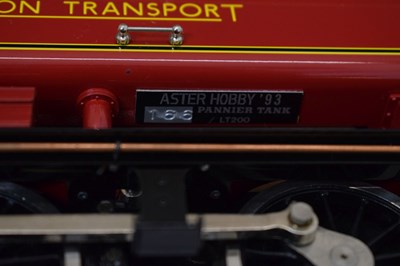 ON TRANSPORT
ASTER HOBBY '93
166 PANNIER TANK
/ LT200